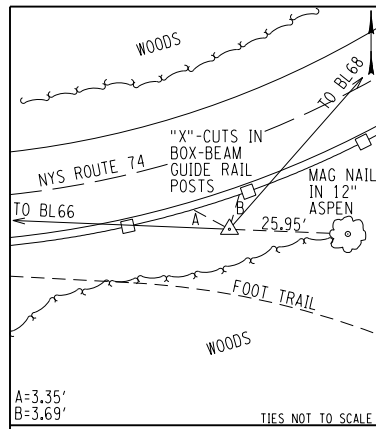 WOODS
TO BL68
"X"-CUTS IN
BOX-BEAM
GUIDE RAIL
POSTS
NYS ROUTE 74
MAG NAIL
IN 12"
ASPEN
TO BL66
A
B
25.95'
FOOT TRAIL
WOODS
A=3.35'
B=3.69'
TIES NOT TO SCALE